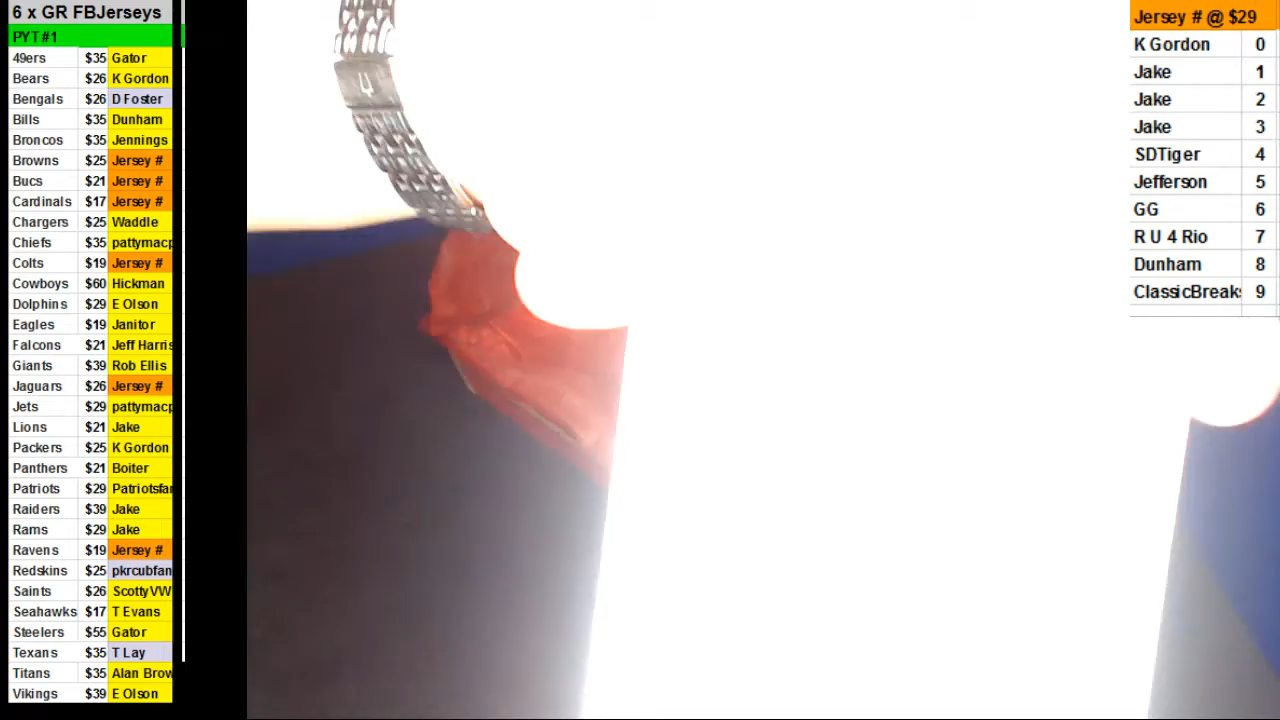 6 x GR FBJerseys
PYT #1
49ers $35 Gator
Bears $26 K Gordon
Bengals $26 D Foster
Bills $35 Dunham
Broncos $35 Jennings
Browns $25 Jersey #
Bucs $21 Jersey #
Cardinals $17 Jersey #
Chargers $25 Waddle
Chiefs $35 pattymacp
Colts $19 Jersey #
Cowboys $60 Hickman
Dolphins $29 E Olson
Eagles $19 Janitor
Falcons $21 Jeff Harris
Giants $39 Rob Ellis
Jaguars $26 Jersey #
Jets $29 pattymacp
Lions $21 Jake
Packers $25 K Gordon
Panthers $21 Boiter
Patriots $29 Patriotsfan
Raiders $39 Jake
Rams $29 Jake
Ravens $19 Jersey #
Redskins $25 pkrcubfan
Saints $26 ScottyVW
Seahawks $17 T Evans
Steelers $55 Gator
Texans $35 T Lay
Titans $35 Alan Brow
Vikings $39 E Olson
Jersey # @ $29
K Gordon 0
Jake 1
Jake 2
Jake 3
SDTiger 4
Jefferson 5
GG 6
R U 4 Rio 7
Dunham 8
ClassicBreaks 9